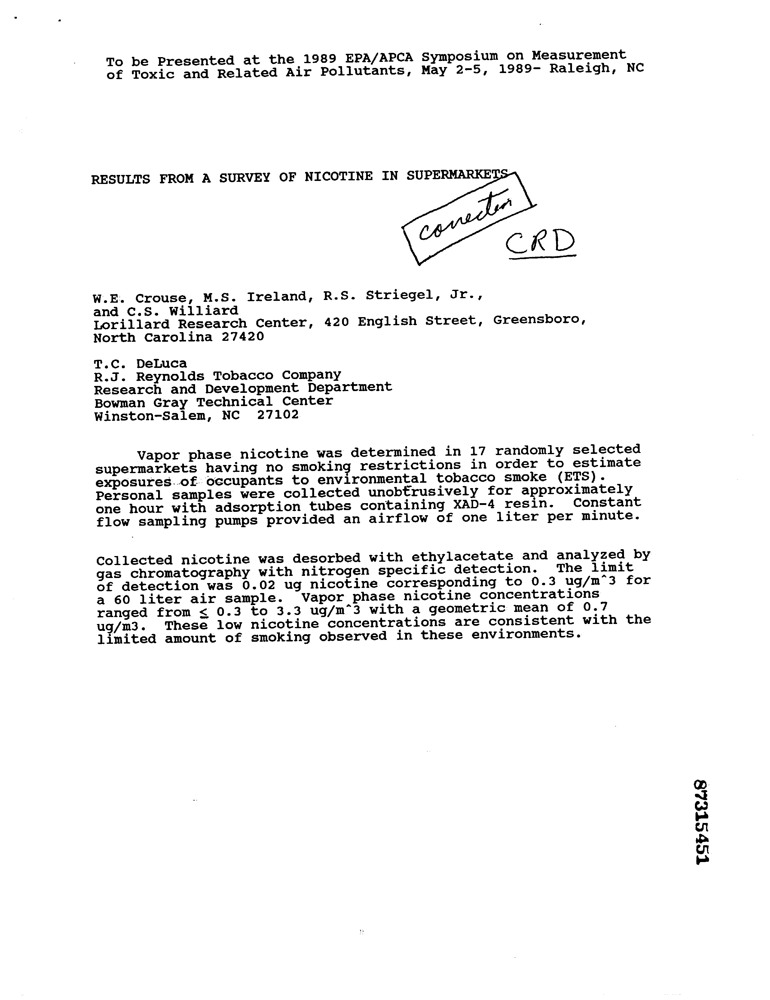 To be Presented at the 1989 EPA/APCA Symposium on Measurement
of Toxic and Related Air Pollutants, May 2-5, 1989- Raleigh, NC
RESULTS FROM A SURVEY OF NICOTINE IN SUPERMARKETS
CRD
W.E. Crouse, M.S. Ireland, R.S. Striegel, Jr.,
and C.S. Williard
Lorillard Research Center, 420 English Street, Greensboro,
North Carolina 27420
T.C. DeLuca
R.J. Reynolds Tobacco Company
Research and Development Department
Bowman Gray Technical Center
Winston-Salem, NC 27102
Vapor phase nicotine was determined in 17 randomly selected
supermarkets having no smoking restrictions in order to estimate
exposures of occupants to environmental tobacco smoke (ETS).
Personal samples were collected unobtrusively for approximately
one hour with adsorption tubes containing XAD-4 resin. Constant
flow sampling pumps provided an airflow of one liter per minute.
Collected nicotine was desorbed with ethylacetate and analyzed by
gas chromatography with nitrogen specific detection. The limit
of detection was 0.02 ug nicotine corresponding to 0.3 ug/m^3 for
a 60 liter air sample. Vapor phase nicotine concentrations
ranged from ≤ 0.3 to 3.3 ug/m^3 with a geometric mean of 0.7
ug/m3. These low nicotine concentrations are consistent with the
limited amount of smoking observed in these environments.
87315451